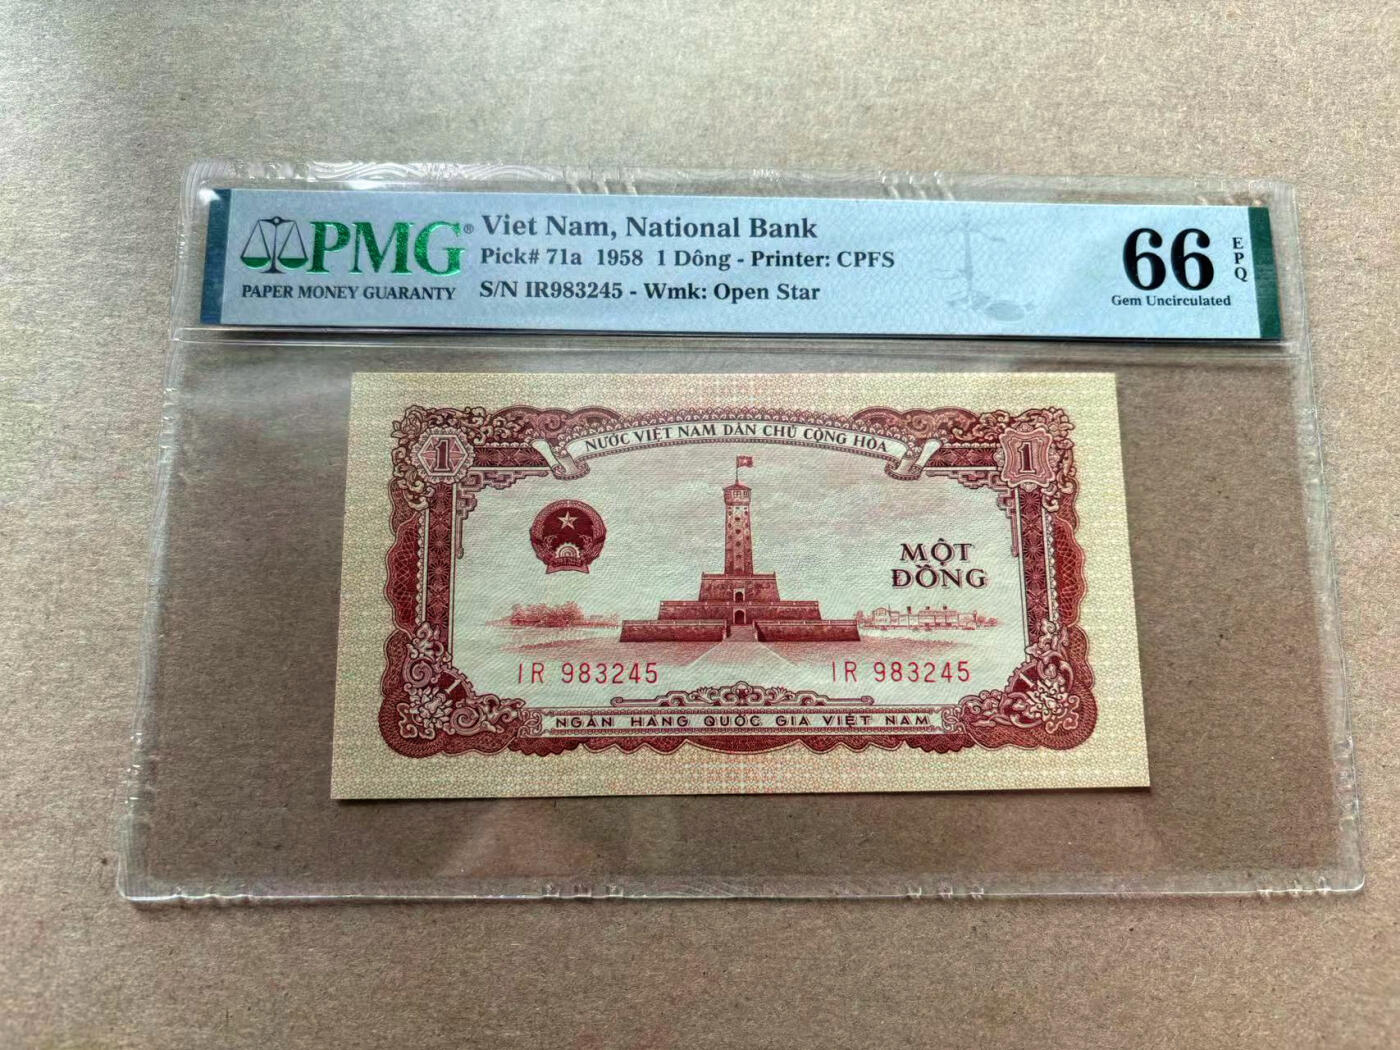 PMG®
PAPER MONEY GUARANTY
Viet Nam, National Bank
Pick# 71a 1958 1 Dông - Printer: CPFS
S/N IR983245 - Wmk: Open Star
66
EPQ
Gem Uncirculated
NƯỚC VIỆT NAM DÂN CHỦ CỘNG HÒA
1
1
MỘT
ĐỒNG
IR 983245
IR 983245
NGÂN HÀNG QUỐC GIA VIỆT NAM